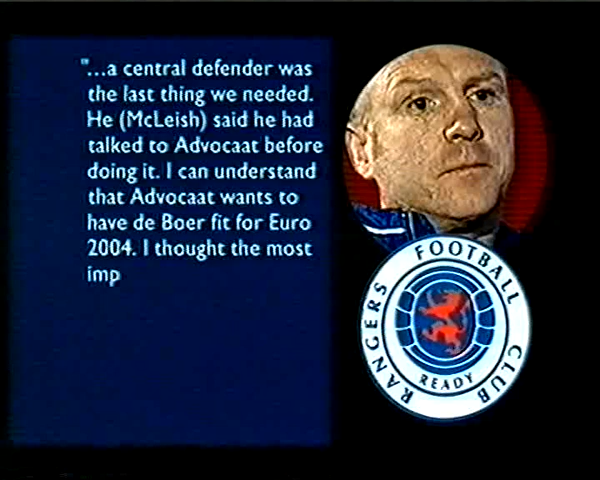 "...a central defender was
the last thing we needed.
He (McLeish) said he had
talked to Advocaat before
doing it. I can understand
that Advocaat wants to
have de Boer fit for Euro
2004. I thought the most
imp
RANGERS FOOTBALL CLUB
READY